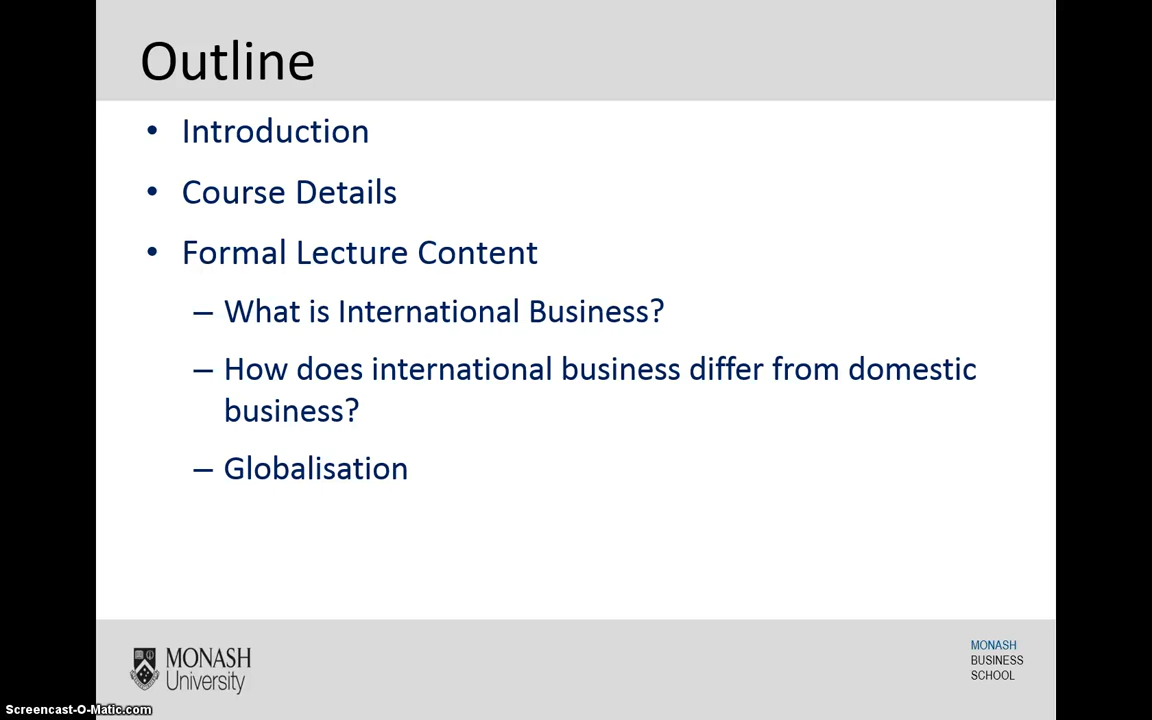 Outline
• Introduction
• Course Details
• Formal Lecture Content
– What is International Business?
– How does international business differ from domestic
business?
– Globalisation
MONASH
University
MONASH
BUSINESS
SCHOOL
Screencast-O-Matic.com